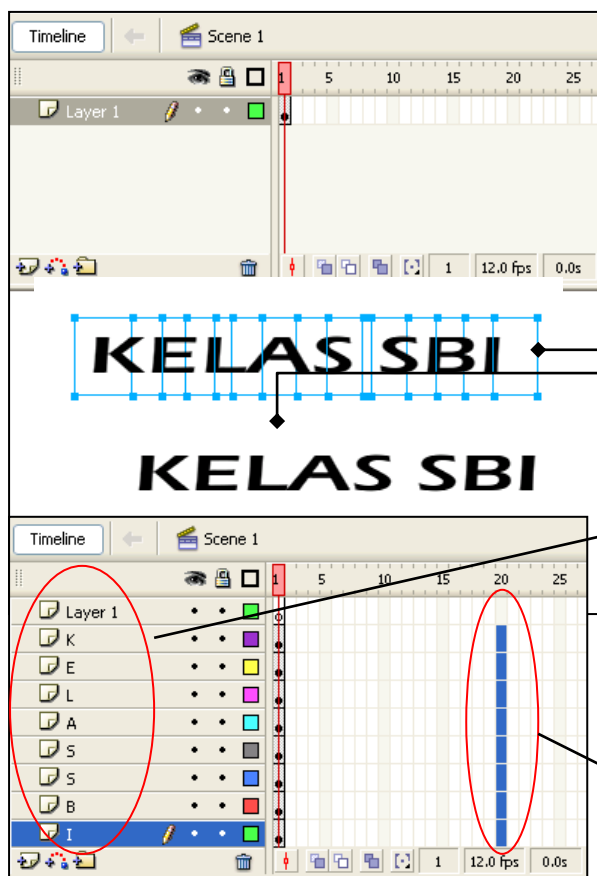 Timeline Scene 1
1 5 10 15 20 25
Layer 1
1 12.0 fps 0.0s
KELAS SBI
KELAS SBI
Timeline Scene 1
1 5 10 15 20 25
Layer 1
K
E
L
A
S
S
B
I
1 12.0 fps 0.0s